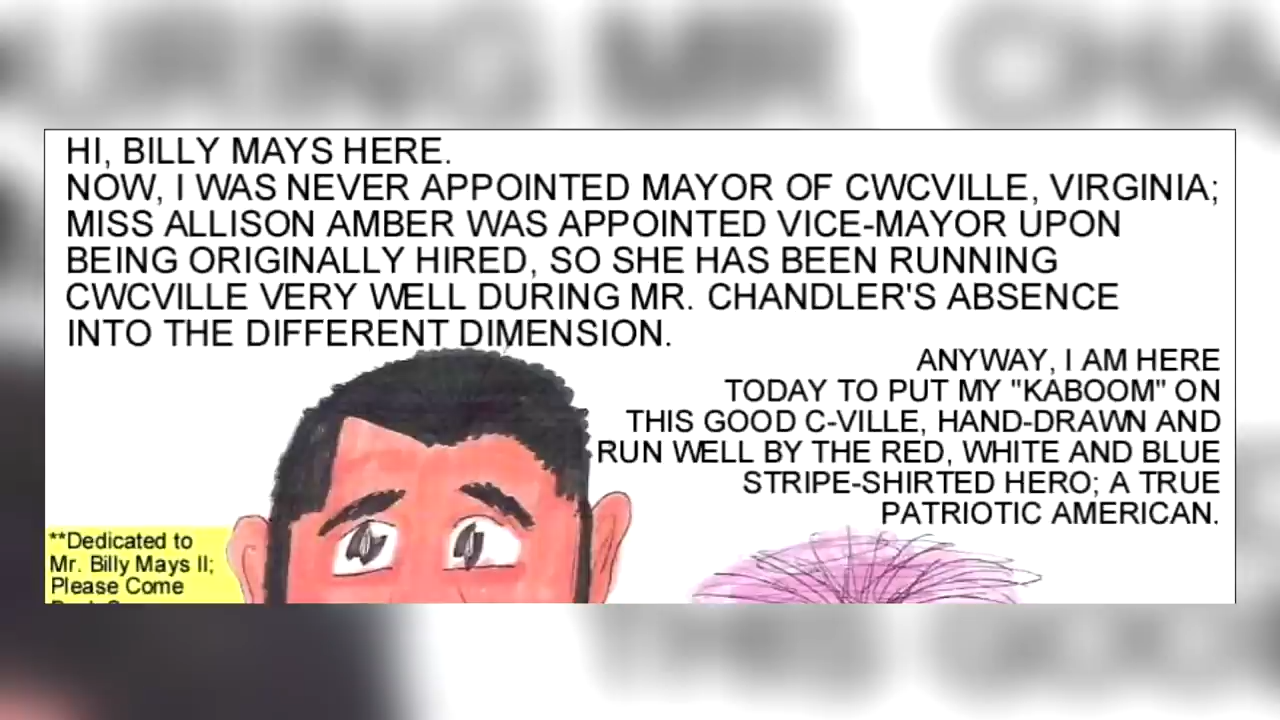 HI, BILLY MAYS HERE.
NOW, I WAS NEVER APPOINTED MAYOR OF CWCVILLE, VIRGINIA;
MISS ALLISON AMBER WAS APPOINTED VICE-MAYOR UPON
BEING ORIGINALLY HIRED, SO SHE HAS BEEN RUNNING
CWCVILLE VERY WELL DURING MR. CHANDLER'S ABSENCE
INTO THE DIFFERENT DIMENSION.
ANYWAY, I AM HERE
TODAY TO PUT MY "KABOOM" ON
THIS GOOD C-VILLE, HAND-DRAWN AND
RUN WELL BY THE RED, WHITE AND BLUE
STRIPE-SHIRTED HERO; A TRUE
PATRIOTIC AMERICAN.
**Dedicated to
Mr. Billy Mays II;
Please Come